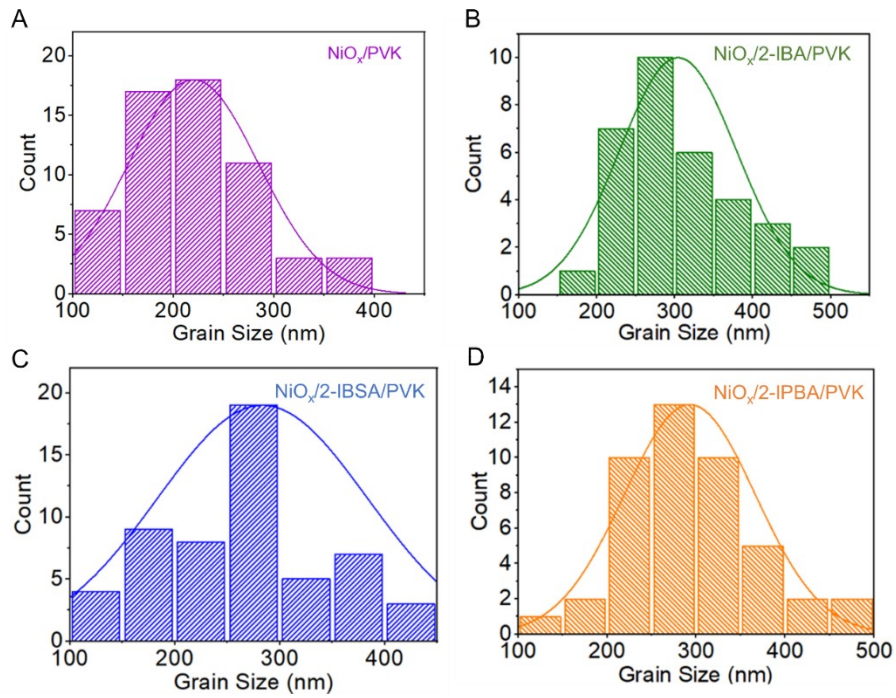 A
NiOₓ/PVK
20
15
10
5
0
Count
100
200
300
400
Grain Size (nm)
B
NiOₓ/2-IBA/PVK
10
8
6
4
2
0
Count
100
200
300
400
500
Grain Size (nm)
C
NiOₓ/2-IBSA/PVK
20
15
10
5
0
Count
100
200
300
400
Grain Size (nm)
D
NiOₓ/2-IPBA/PVK
14
12
10
8
6
4
2
0
Count
100
200
300
400
500
Grain Size (nm)